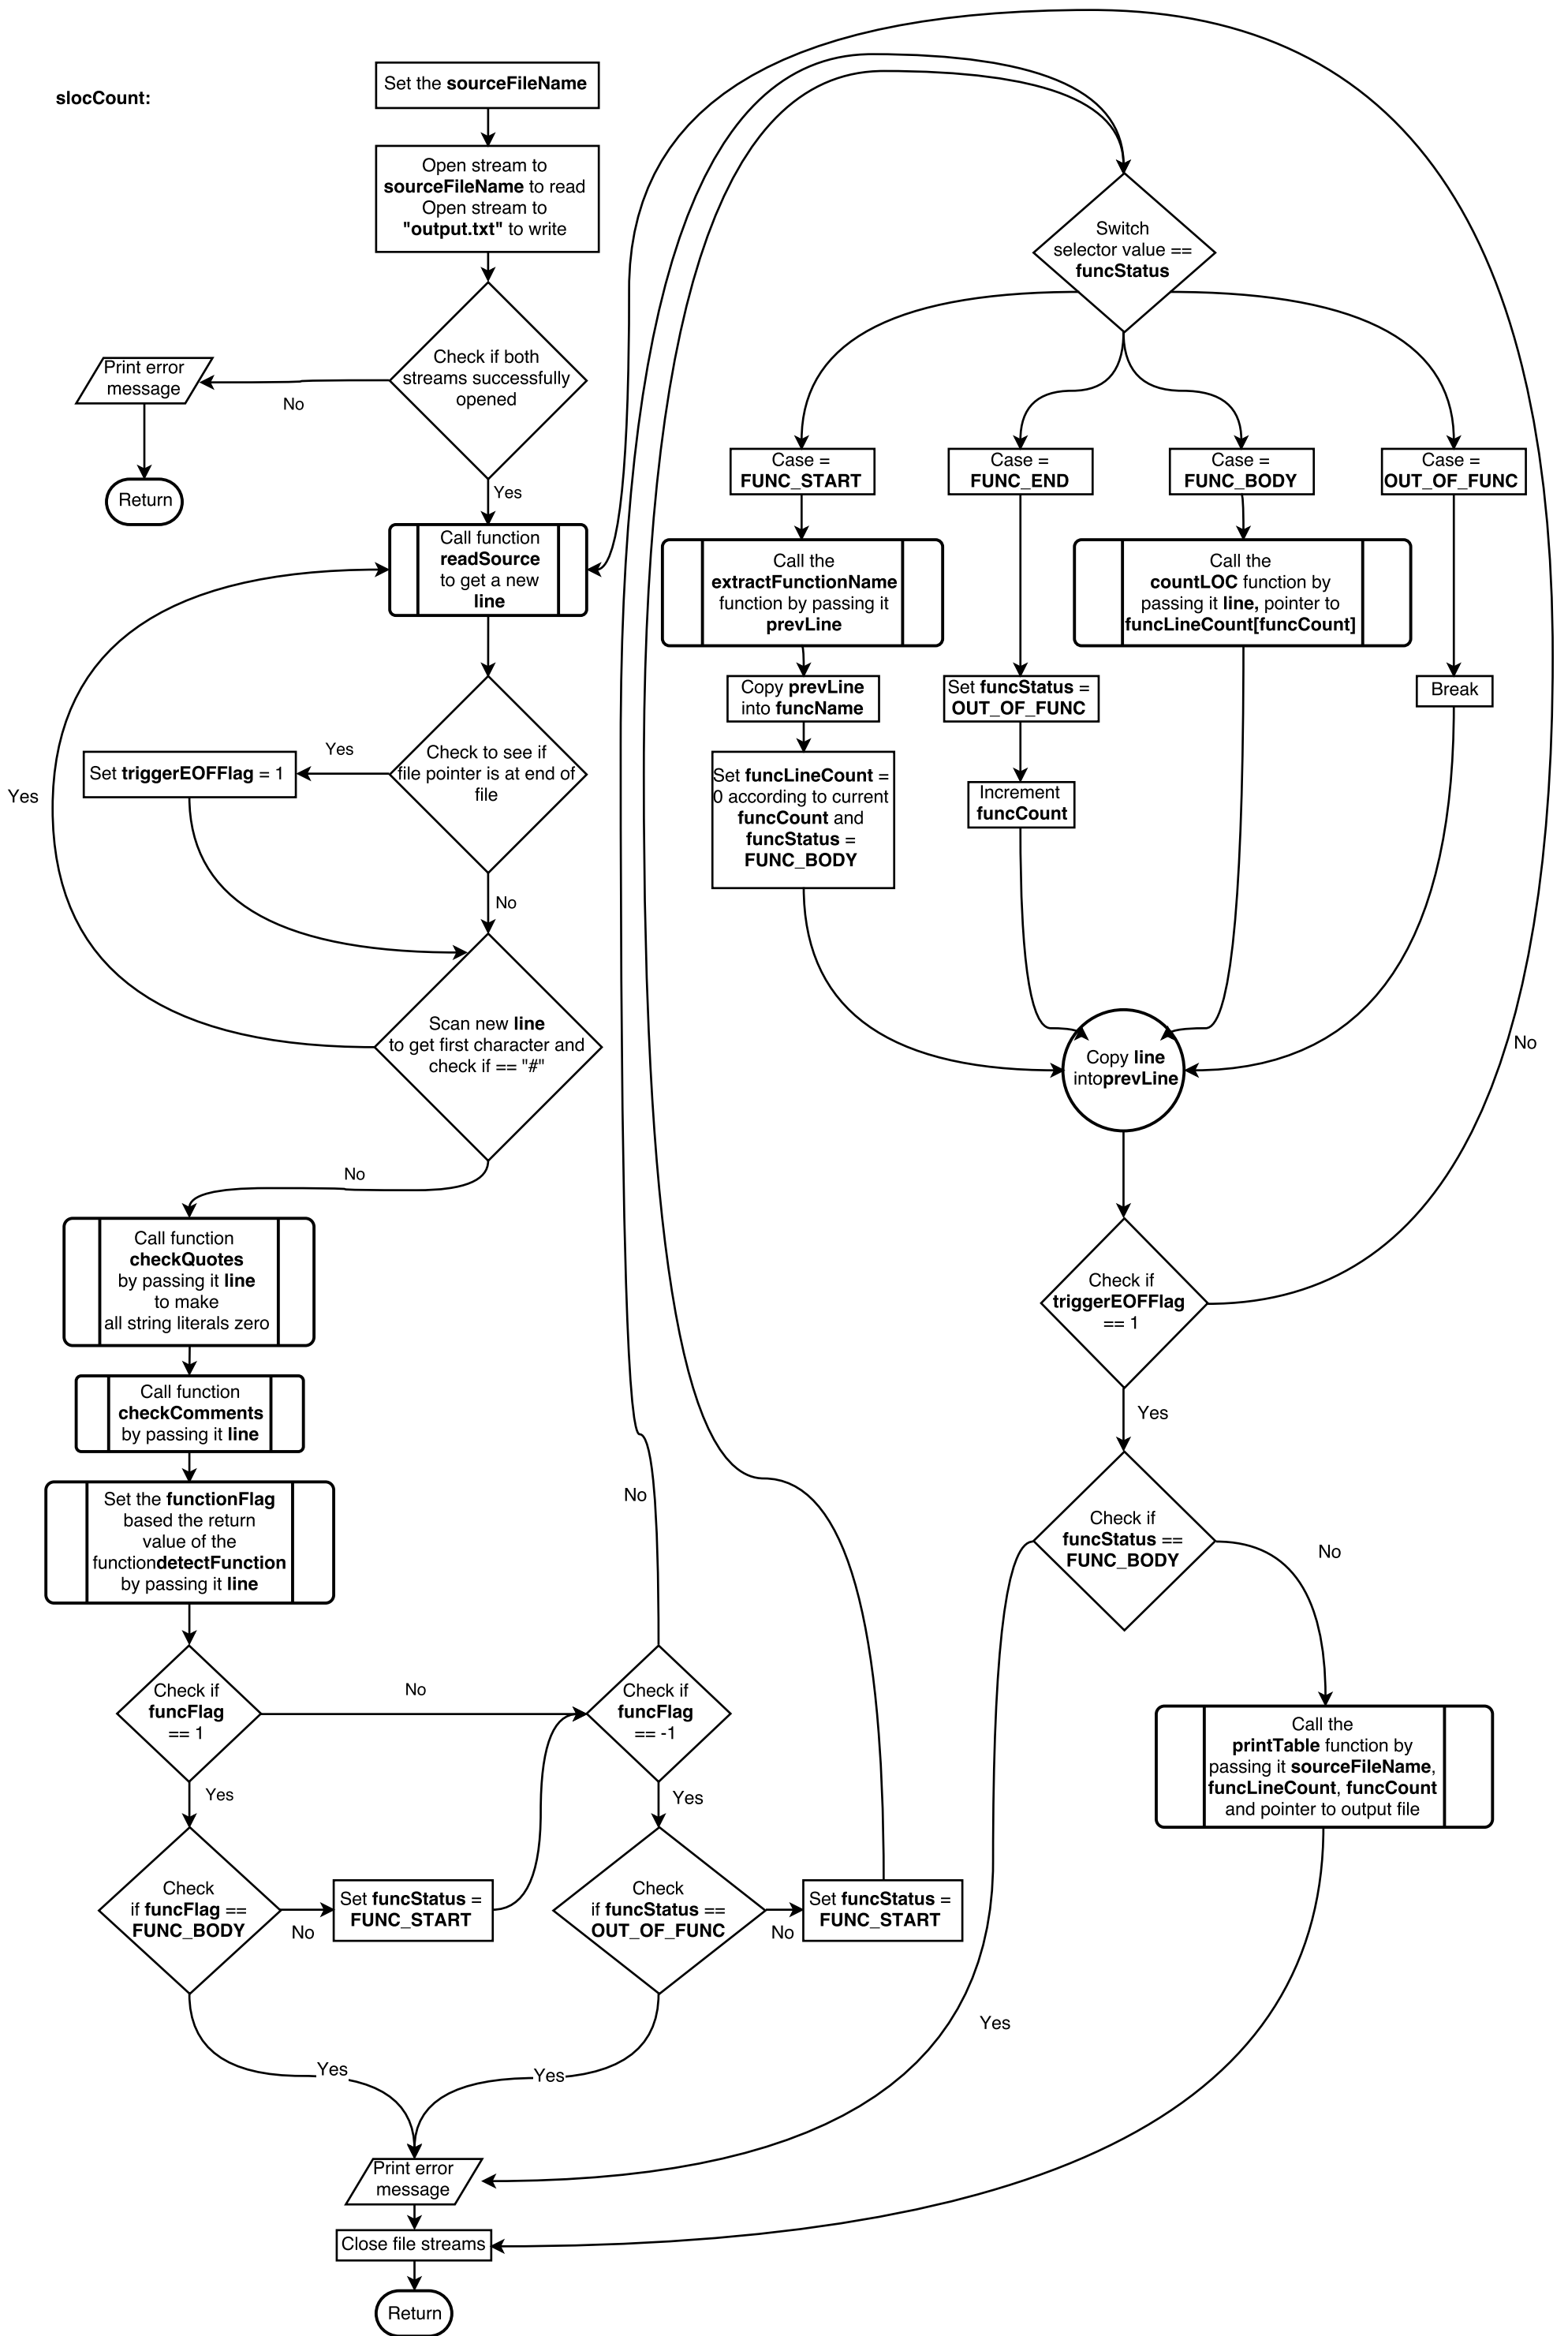 slocCount:
Set the sourceFileName
Open stream to
sourceFileName to read
Open stream to
"output.txt" to write
Check if both
streams successfully
opened
No
Print error
message
Return
Yes
Call function
readSource
to get a new
line
Check to see if
file pointer is at end of
file
Yes
Set triggerEOFFlag = 1
No
Yes
Scan new line
to get first character and
check if == "#"
No
Call function
checkQuotes
by passing it line
to make
all string literals zero
Call function
checkComments
by passing it line
Set the functionFlag
based the return
value of the
functiondetectFunction
by passing it line
Check if
funcFlag
== 1
No
Yes
Check
if funcFlag ==
FUNC_BODY
No
Set funcStatus =
FUNC_START
Yes
Check if
funcFlag
== -1
No
Yes
Check
if funcStatus ==
OUT_OF_FUNC
No
Set funcStatus =
FUNC_START
Yes
Switch
selector value ==
funcStatus
Case =
FUNC_START
Call the
extractFunctionName
function by passing it
prevLine
Copy prevLine
into funcName
Set funcLineCount =
0 according to current
funcCount and
funcStatus =
FUNC_BODY
Case =
FUNC_END
Set funcStatus =
OUT_OF_FUNC
Increment
funcCount
Case =
FUNC_BODY
Call the
countLOC function by
passing it line, pointer to
funcLineCount[funcCount]
Case =
OUT_OF_FUNC
Break
Copy line
intoprevLine
Check if
triggerEOFFlag
== 1
No
Yes
Check if
funcStatus ==
FUNC_BODY
No
Call the
printTable function by
passing it sourceFileName,
funcLineCount, funcCount
and pointer to output file
Yes
Print error
message
Close file streams
Return